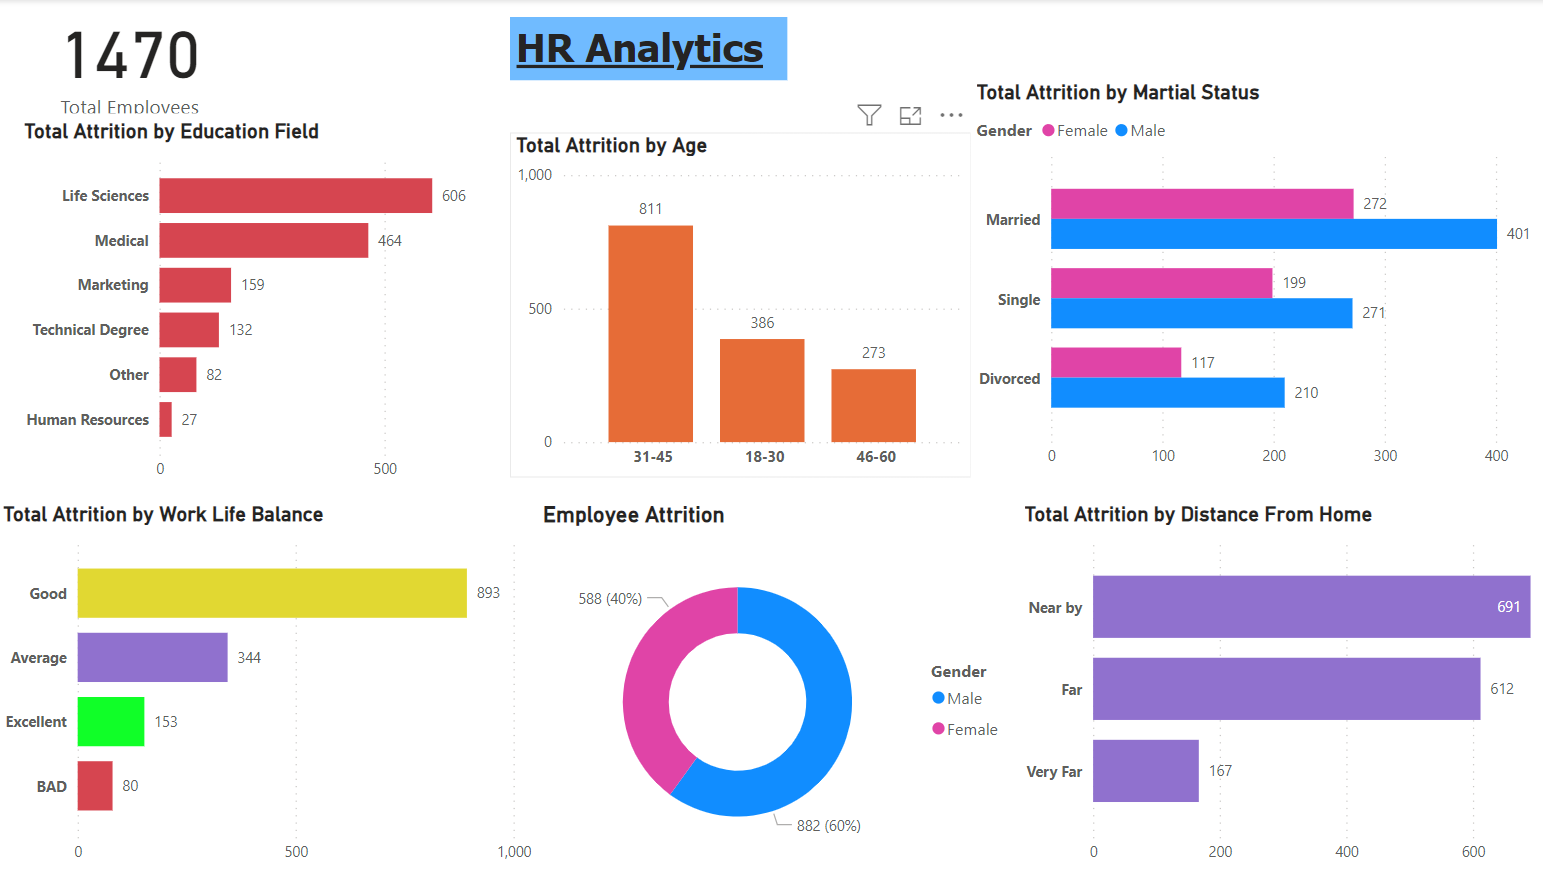 1470
Total Employees
HR Analytics
Total Attrition by Education Field
Life Sciences 606
Medical 464
Marketing 159
Technical Degree 132
Other 82
Human Resources 27
0 500
Total Attrition by Age
1,000
500
0
811
386
273
31-45 18-30 46-60
Total Attrition by Martial Status
Gender Female Male
Married 272
401
Single 199
271
Divorced 117
210
0 100 200 300 400
Total Attrition by Work Life Balance
Good 893
Average 344
Excellent 153
BAD 80
0 500 1,000
Employee Attrition
588 (40%)
882 (60%)
Gender
Male
Female
Total Attrition by Distance From Home
Near by 691
Far 612
Very Far 167
0 200 400 600